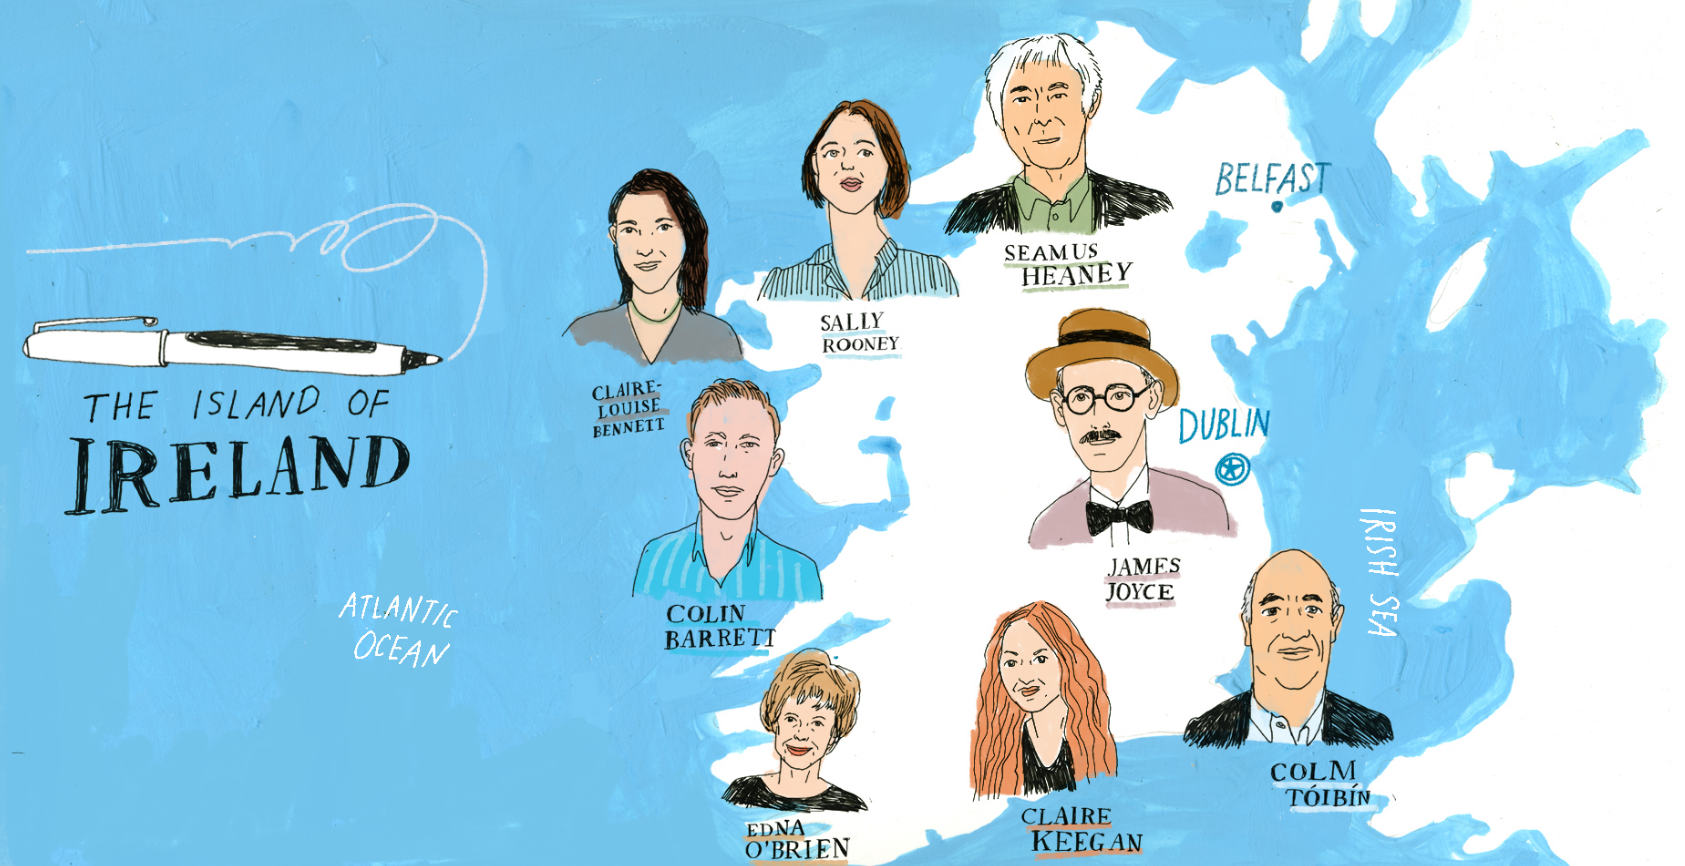 THE ISLAND OF
IRELAND
ATLANTIC
OCEAN
CLAIRE-
LOUISE
BENNETT
SALLY
ROONEY
SEAMUS
HEANEY
BELFAST
COLIN
BARRETT
JAMES
JOYCE
DUBLIN
IRISH SEA
EDNA
O'BRIEN
CLAIRE
KEEGAN
COLM
TÓIBÍN